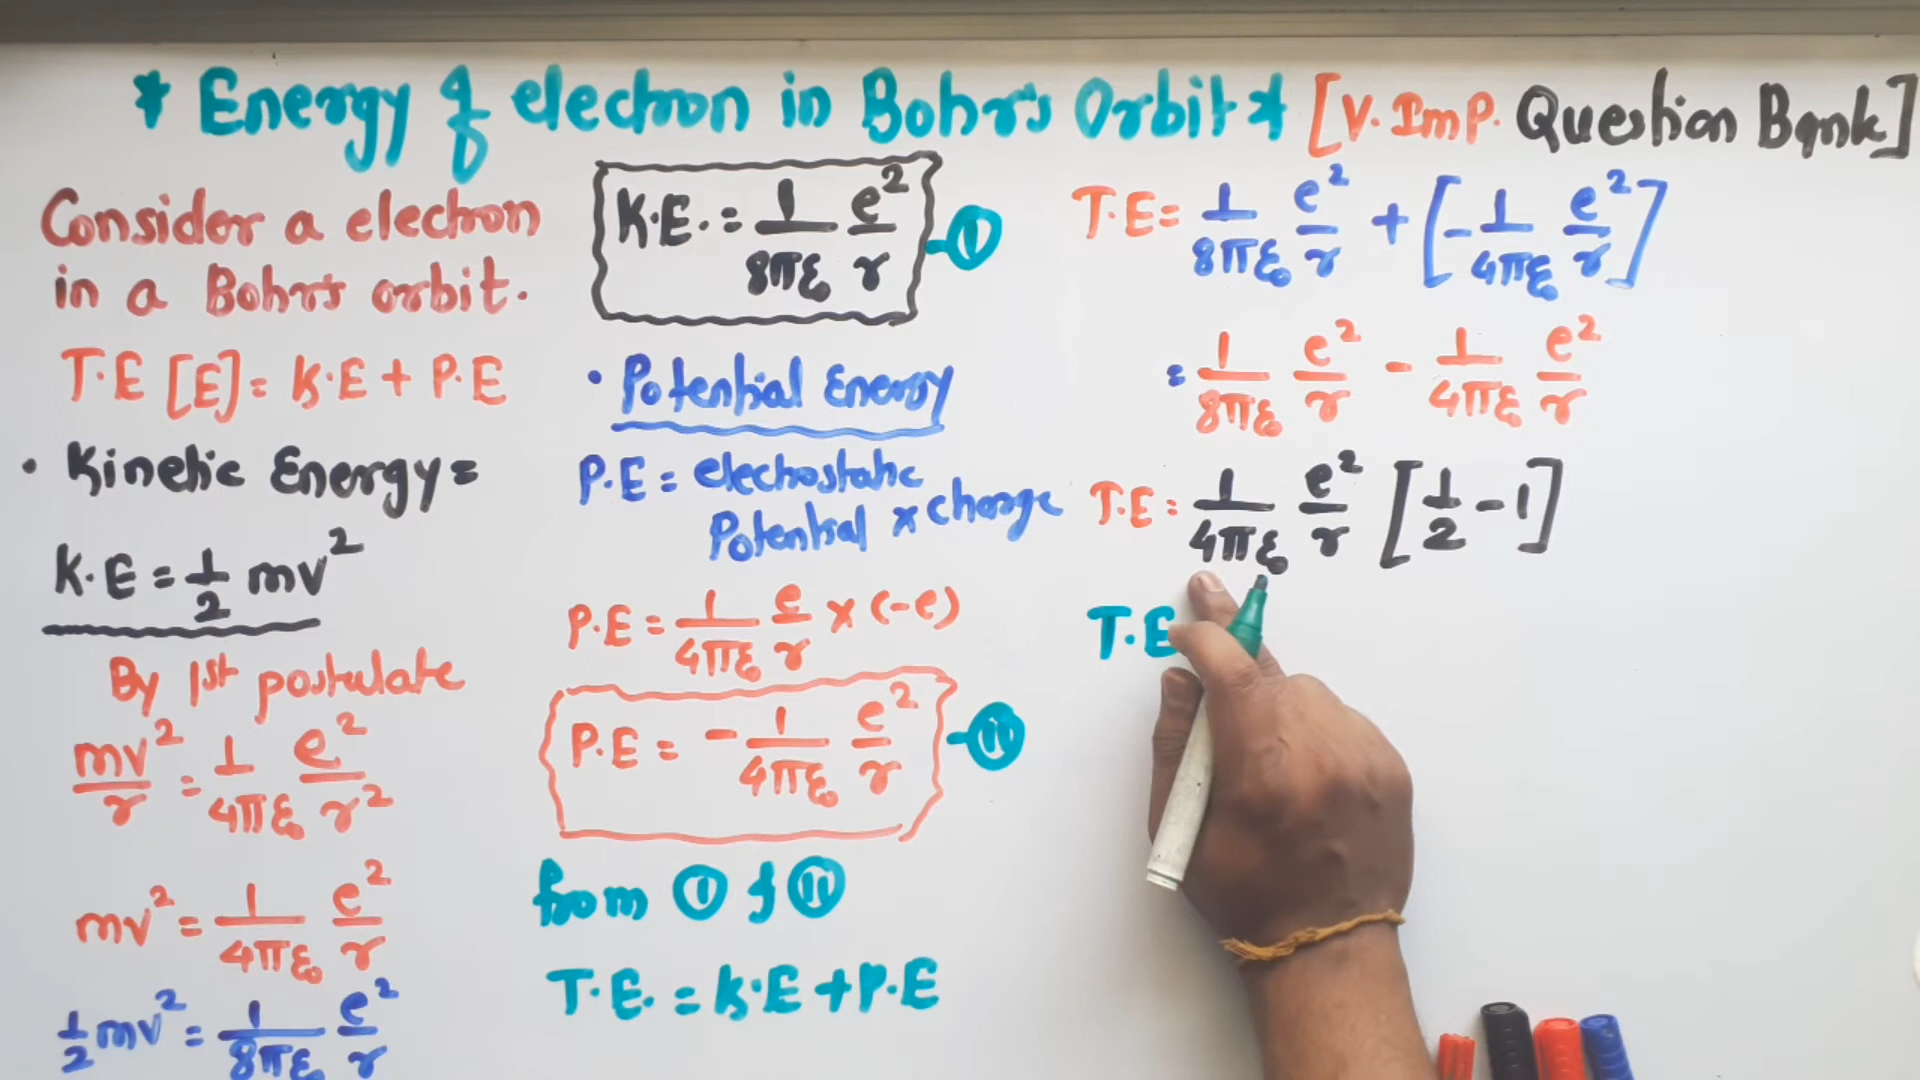 * Energy of electron in Bohr's Orbit * [V. Imp. Question Bank]
Consider a electron
in a Bohr's orbit.
T.E [E] = K.E + P.E
• Kinetic Energy =
K.E = 1/2 mv²
By 1st postulate
mv²/r = 1/4πε₀ e²/r²
mv² = 1/4πε₀ e²/r
1/2 mv² = 1/8πε₀ e²/r
K.E. = 1/8πε₀ e²/r - (I)
• Potential Energy
P.E = electrostatic
Potential × charge
P.E = 1/4πε₀ e/r × (-e)
P.E = - 1/4πε₀ e²/r - (II)
from (I) & (II)
T.E. = K.E + P.E
T.E = 1/8πε₀ e²/r + [- 1/4πε₀ e²/r]
= 1/8πε₀ e²/r - 1/4πε₀ e²/r
T.E = 1/4πε₀ e²/r [1/2 - 1]
T.E